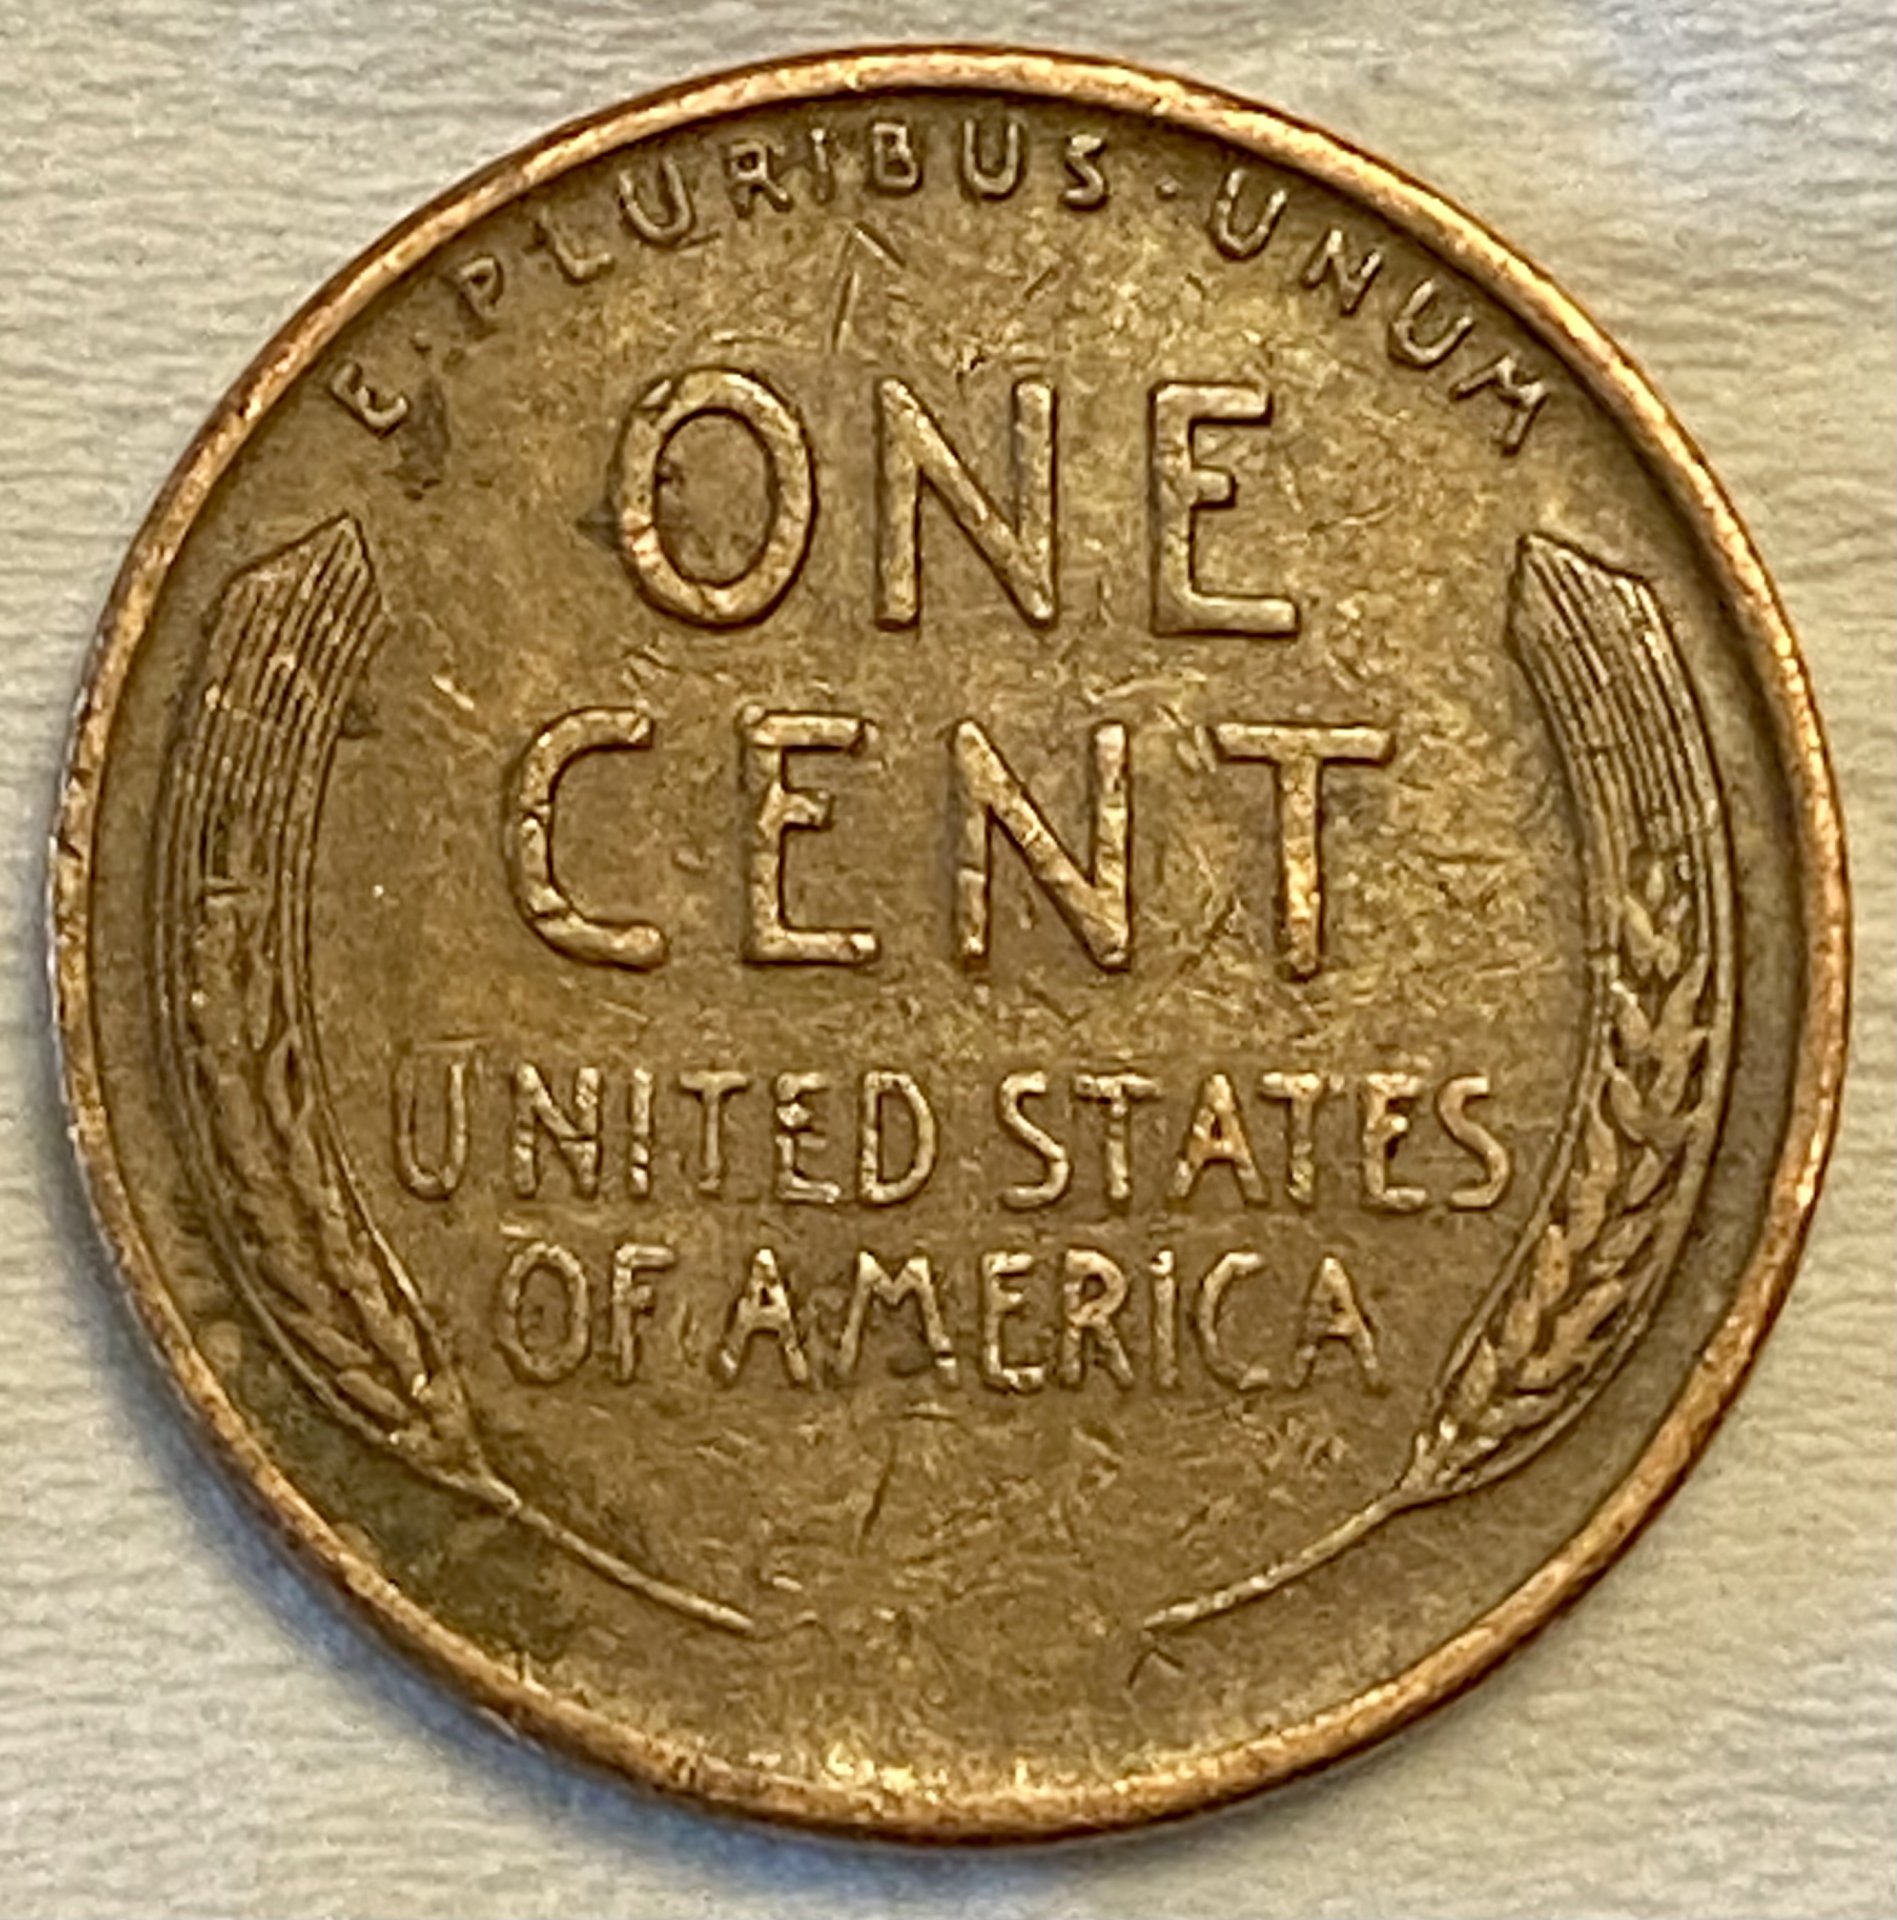 E·PLURIBUS·UNUM
ONE
CENT
UNITED STATES
OF AMERICA